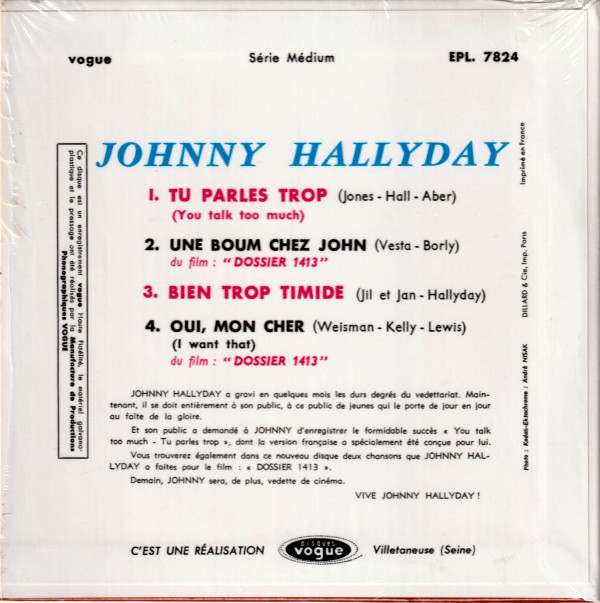 vogue Série Médium EPL. 7824
JOHNNY HALLYDAY
1. TU PARLES TROP (Jones - Hall - Aber)
(You talk too much)
2. UNE BOUM CHEZ JOHN (Vesta - Borly)
du film : “DOSSIER 1413”
3. BIEN TROP TIMIDE (Jil et Jan - Hallyday)
4. OUI, MON CHER (Weisman - Kelly - Lewis)
(I want that)
du film : “DOSSIER 1413”
JOHNNY HALLYDAY a gravi en quelques mois les durs degrés du vedettariat. Main-
tenant, il se doit entièrement à son public, à ce public de jeunes qui le porte de jour en jour
au faîte de la gloire.
Et son public a demandé à JOHNNY d'enregistrer le formidable succès « You talk
too much - Tu parles trop », dont la version française a spécialement été conçue pour lui.
Vous trouverez également dans ce nouveau disque deux chansons que JOHNNY HAL-
LYDAY a faites pour le film : « DOSSIER 1413 ».
Demain, JOHNNY sera, de plus, vedette de cinéma.
VIVE JOHNNY HALLYDAY !
C'EST UNE RÉALISATION disques vogue Villetaneuse (Seine)
Ce disque est un enregistrement vogue Haute Fidélité, le matériel galvano-
plastique et le pressage ont été réalisés par la Manufacture de Productions
Phonographiques VOGUE
Photo : Kodak-Ektachrome : André NISAK DILLARD & Cie, Imp. Paris Imprimé en France